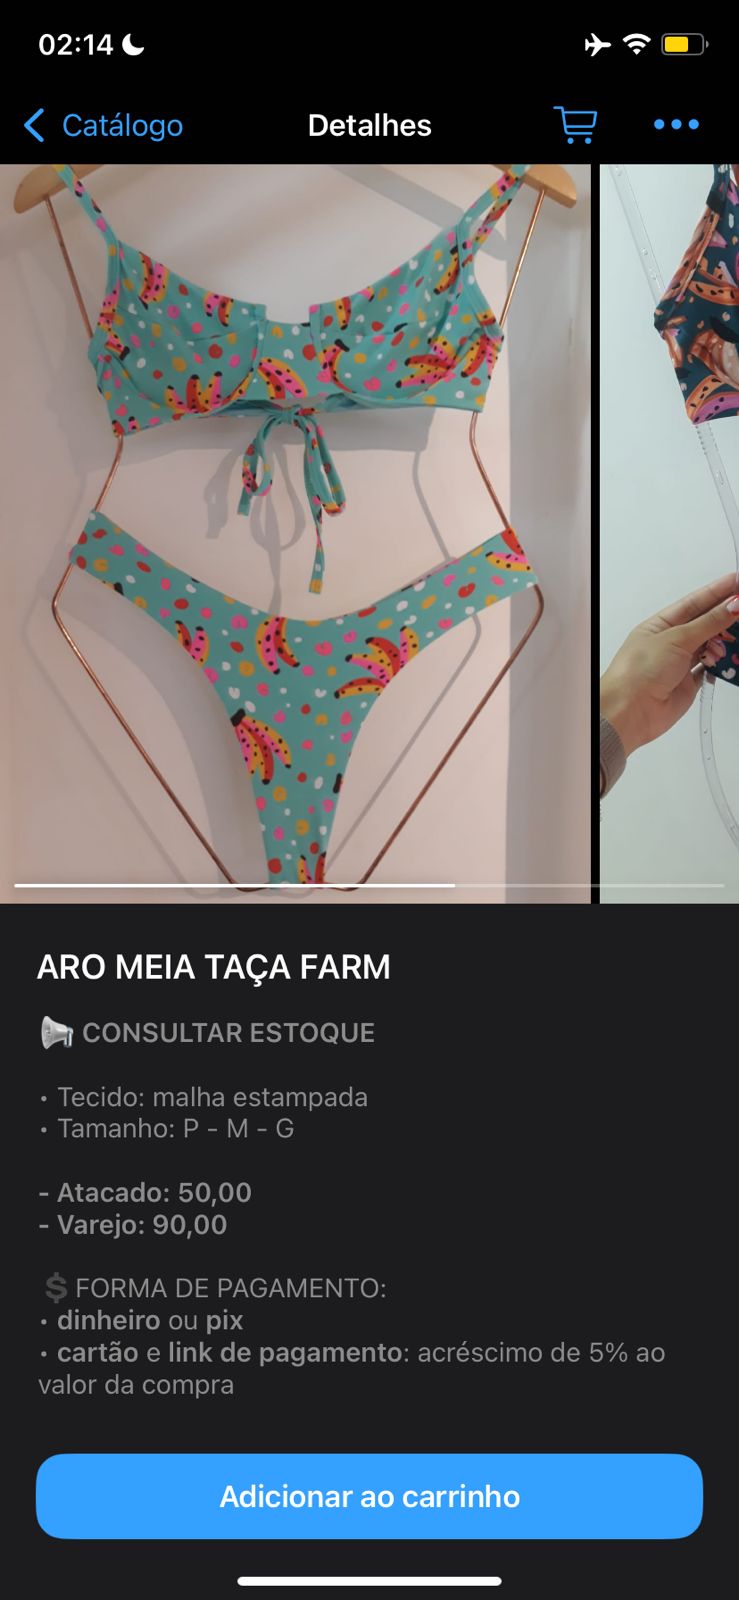 02:14
Catálogo
Detalhes
ARO MEIA TAÇA FARM
CONSULTAR ESTOQUE
• Tecido: malha estampada
• Tamanho: P - M - G
- Atacado: 50,00
- Varejo: 90,00
FORMA DE PAGAMENTO:
• dinheiro ou pix
• cartão e link de pagamento: acréscimo de 5% ao
valor da compra
Adicionar ao carrinho